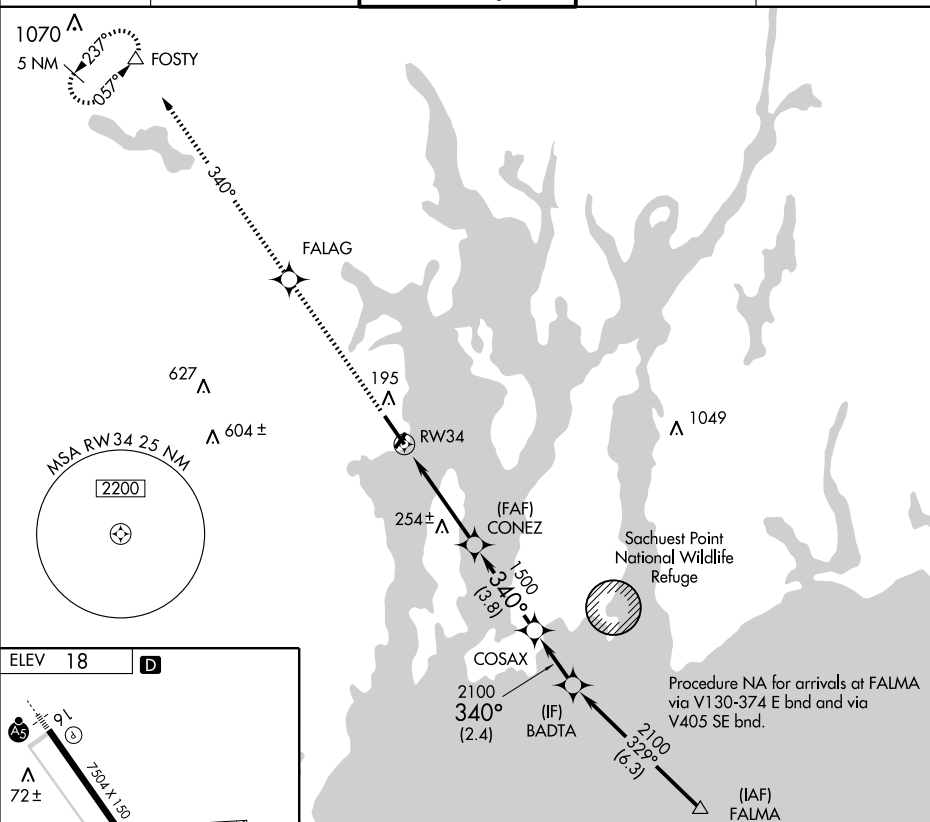 1070
5 NM
237°
057°
FOSTY
340°
FALAG
627
604 ±
195
RW34
1049
MSA RW34 25 NM
2200
254 ±
(FAF)
CONEZ
Sachuest Point
National Wildlife
Refuge
1500
340°
(3.8)
COSAX
2100
340°
(2.4)
(IF)
BADTA
Procedure NA for arrivals at FALMA
via V130-374 E bnd and via
V405 SE bnd.
2100
329°
(6.3)
(IAF)
FALMA
ELEV 18
D
A5
16
P
7504 X 150
72 ±